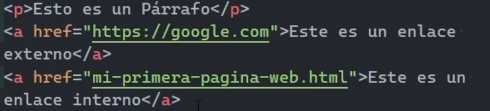 <p>Esto es un Párrafo</p>
<a href="https://google.com">Este es un enlace
externo</a>
<a href="mi-primera-pagina-web.html">Este es un
enlace interno</a>